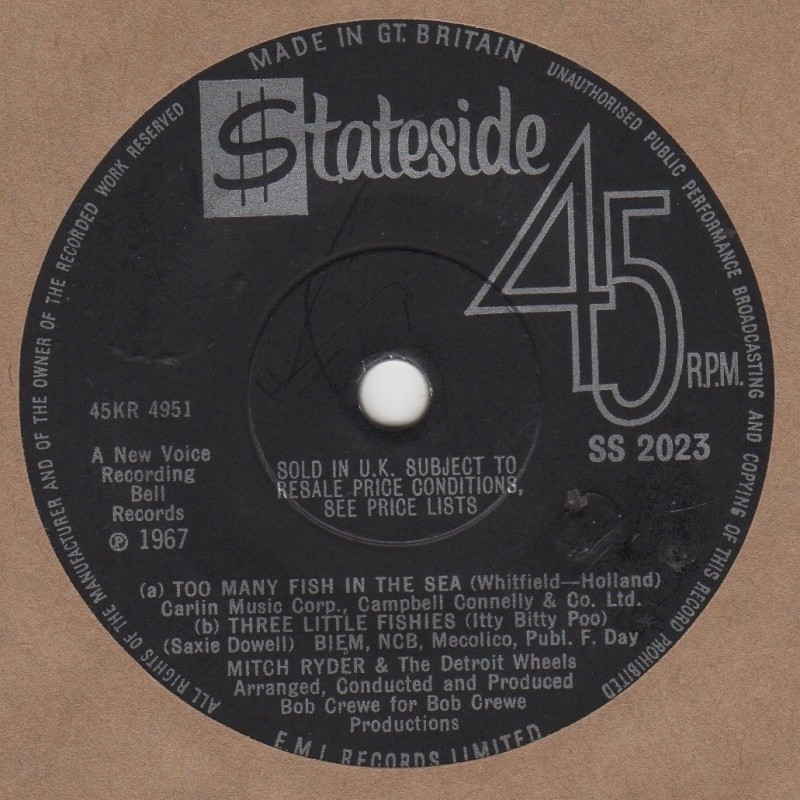 MADE IN GT. BRITAIN
UNAUTHORISED PUBLIC PERFORMANCE BROADCASTING AND COPYING OF THIS RECORD PROHIBITED
ALL RIGHTS OF THE MANUFACTURER AND OF THE OWNER OF THE RECORDED WORK RESERVED
Stateside
45 R.P.M.
45KR 4951
SS 2023
A New Voice
Recording
Bell
Records
℗ 1967
SOLD IN U.K. SUBJECT TO
RESALE PRICE CONDITIONS,
SEE PRICE LISTS
(a) TOO MANY FISH IN THE SEA (Whitfield—Holland)
Carlin Music Corp., Campbell Connelly & Co. Ltd.
(b) THREE LITTLE FISHIES (Itty Bitty Poo)
(Saxie Dowell) BIEM, NCB, Mecolico, Publ. F. Day
MITCH RYDER & The Detroit Wheels
Arranged, Conducted and Produced
Bob Crewe for Bob Crewe
Productions
E.M.I. RECORDS LIMITED